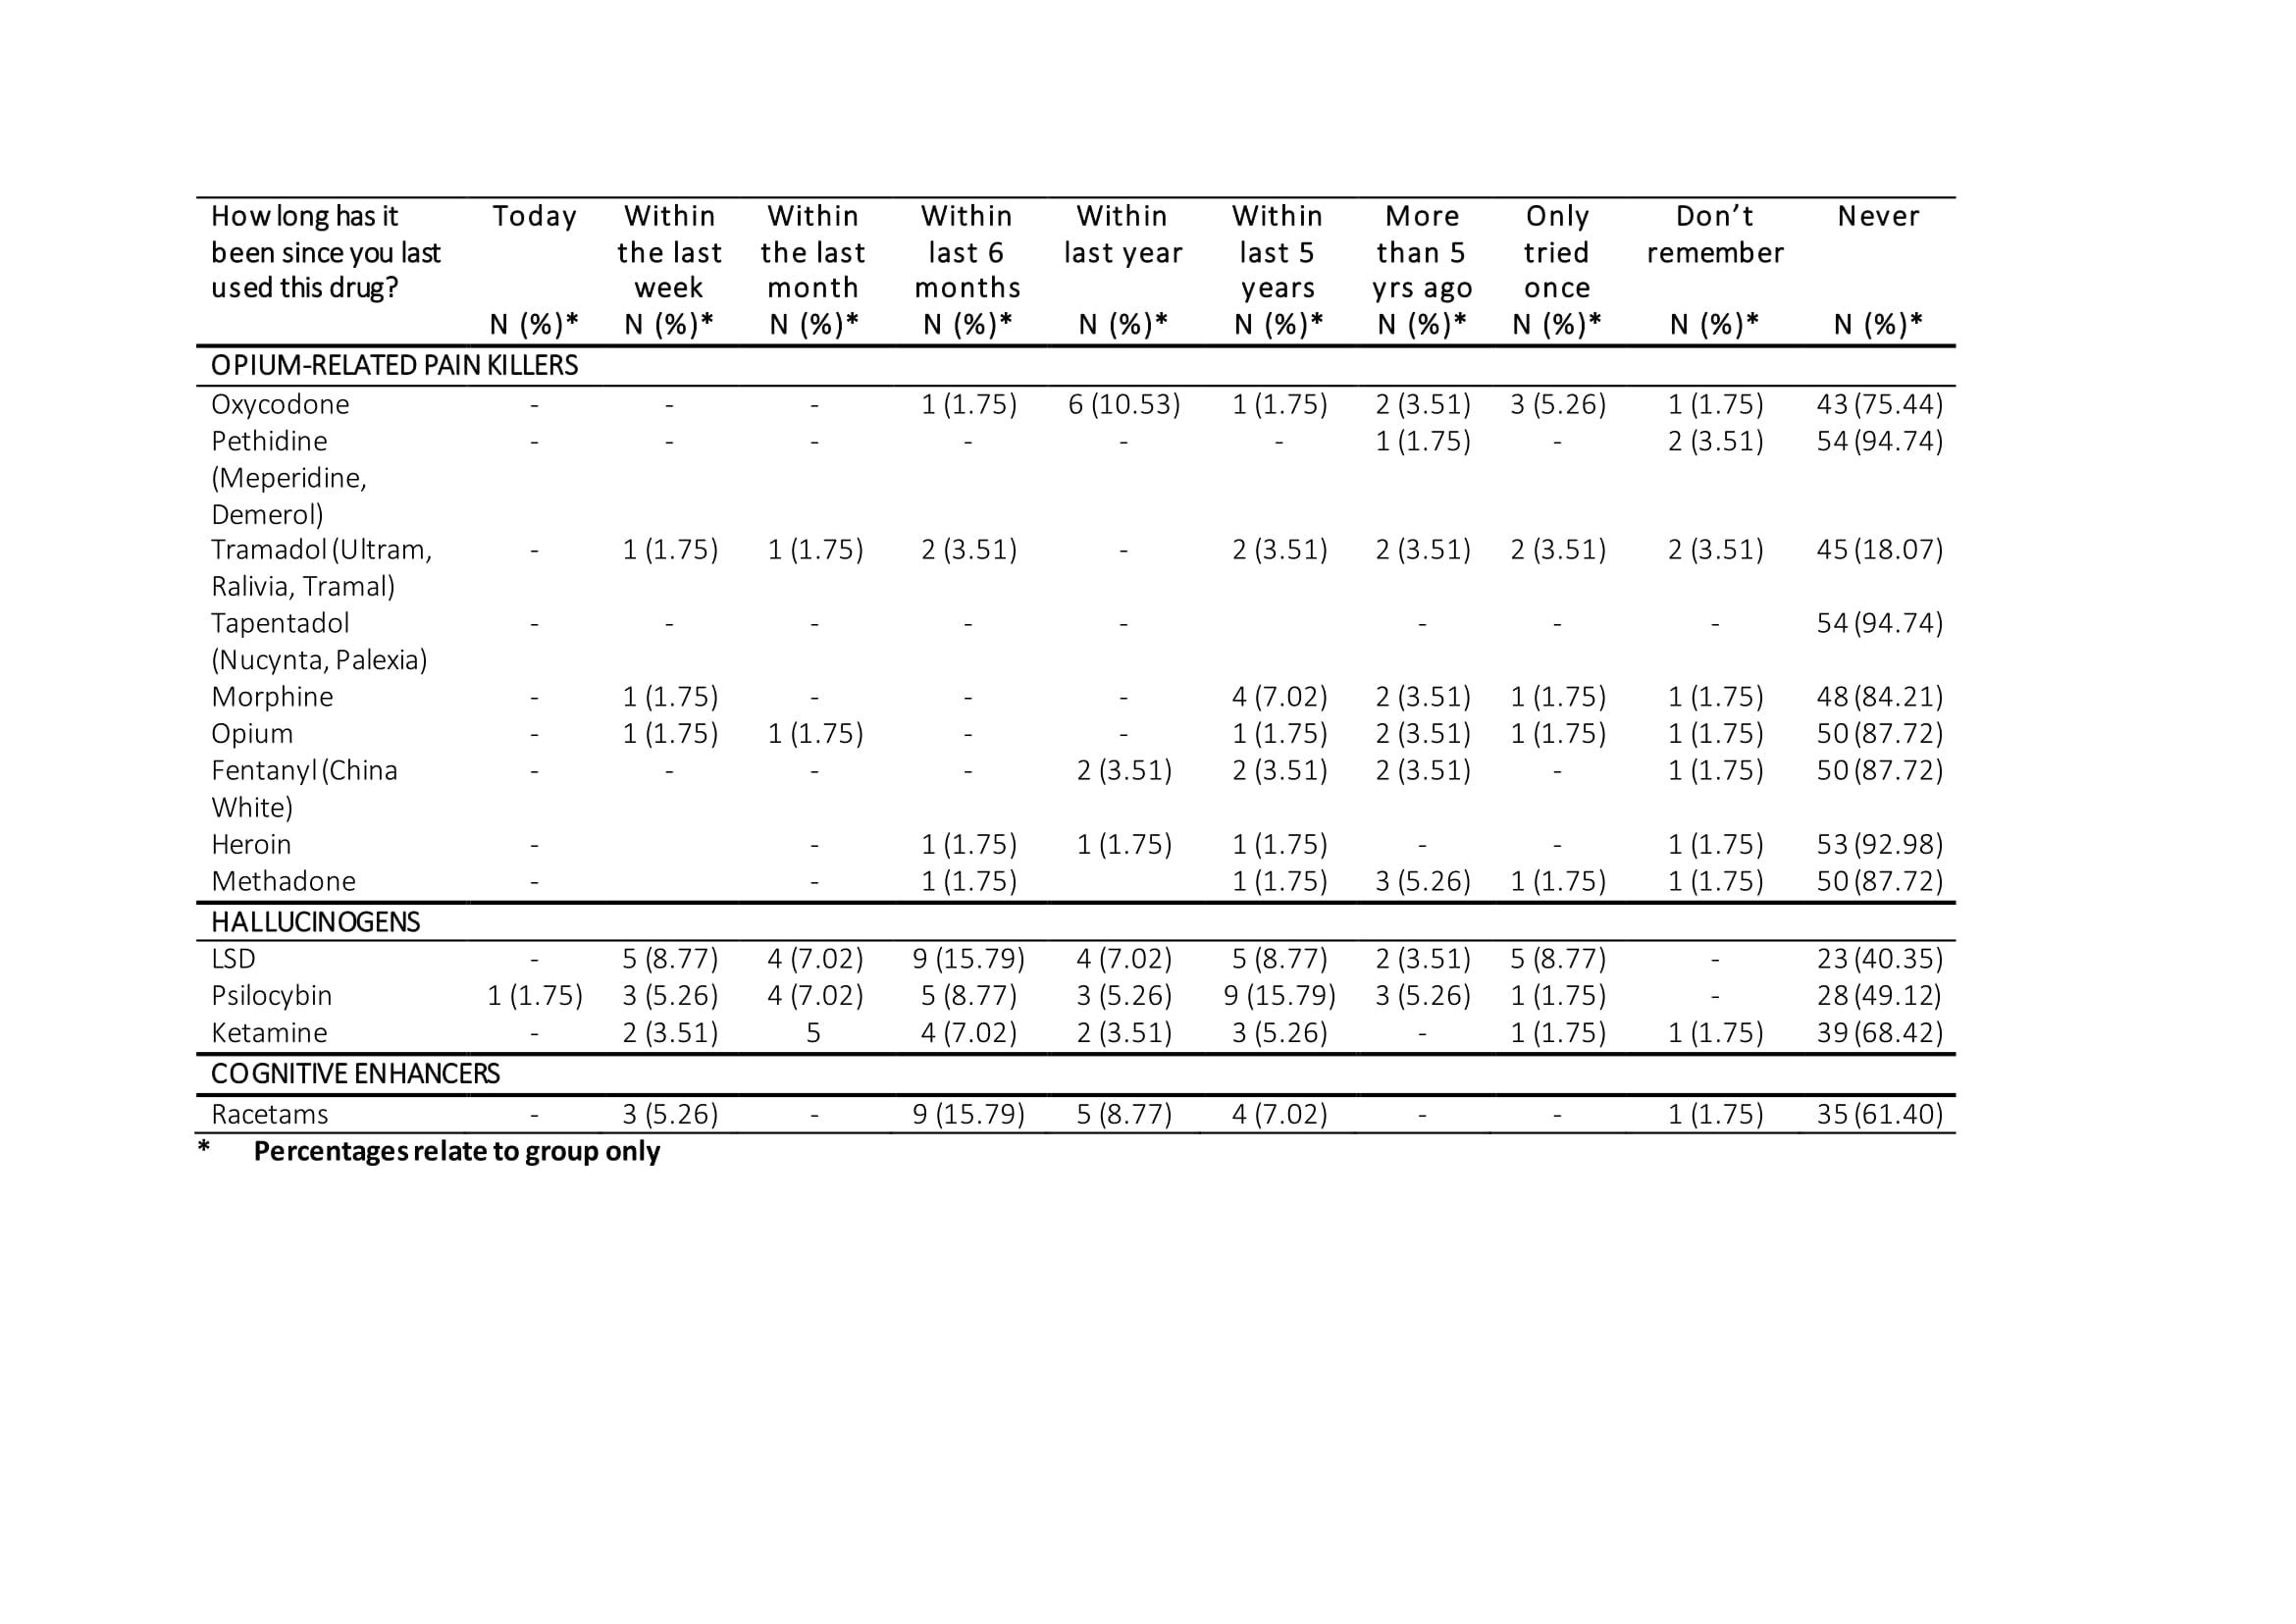 How long has it Today Within Within Within Within Within More Only Don’t Never
been since you last the last the last last 6 last year last 5 than 5 tried remember
used this drug? week month months years yrs ago once
N (%)* N (%)* N (%)* N (%)* N (%)* N (%)* N (%)* N (%)* N (%)* N (%)*
OPIUM-RELATED PAIN KILLERS
Oxycodone - - - 1 (1.75) 6 (10.53) 1 (1.75) 2 (3.51) 3 (5.26) 1 (1.75) 43 (75.44)
Pethidine - - - - - - 1 (1.75) - 2 (3.51) 54 (94.74)
(Meperidine,
Demerol)
Tramadol (Ultram, - 1 (1.75) 1 (1.75) 2 (3.51) - 2 (3.51) 2 (3.51) 2 (3.51) 2 (3.51) 45 (18.07)
Ralivia, Tramal)
Tapentadol - - - - - - - - 54 (94.74)
(Nucynta, Palexia)
Morphine - 1 (1.75) - - - 4 (7.02) 2 (3.51) 1 (1.75) 1 (1.75) 48 (84.21)
Opium - 1 (1.75) 1 (1.75) - - 1 (1.75) 2 (3.51) 1 (1.75) 1 (1.75) 50 (87.72)
Fentanyl (China - - - - 2 (3.51) 2 (3.51) 2 (3.51) - 1 (1.75) 50 (87.72)
White)
Heroin - - 1 (1.75) 1 (1.75) 1 (1.75) - - 1 (1.75) 53 (92.98)
Methadone - - 1 (1.75) 1 (1.75) 3 (5.26) 1 (1.75) 1 (1.75) 50 (87.72)
HALLUCINOGENS
LSD - 5 (8.77) 4 (7.02) 9 (15.79) 4 (7.02) 5 (8.77) 2 (3.51) 5 (8.77) - 23 (40.35)
Psilocybin 1 (1.75) 3 (5.26) 4 (7.02) 5 (8.77) 3 (5.26) 9 (15.79) 3 (5.26) 1 (1.75) - 28 (49.12)
Ketamine - 2 (3.51) 5 4 (7.02) 2 (3.51) 3 (5.26) - 1 (1.75) 1 (1.75) 39 (68.42)
COGNITIVE ENHANCERS
Racetams - 3 (5.26) - 9 (15.79) 5 (8.77) 4 (7.02) - - 1 (1.75) 35 (61.40)
* Percentages relate to group only